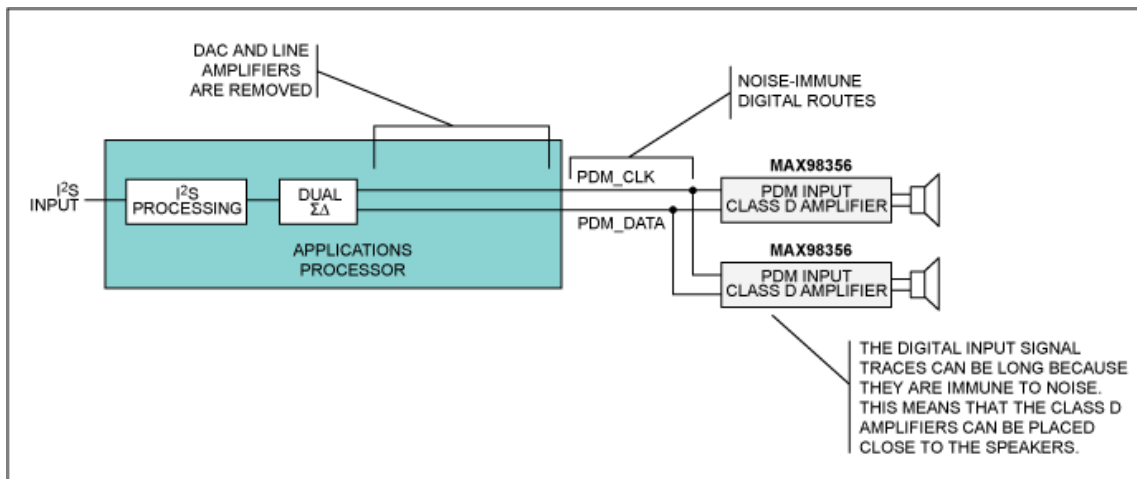 DAC AND LINE
AMPLIFIERS
ARE REMOVED
NOISE-IMMUNE
DIGITAL ROUTES
I²S
INPUT
I²S
PROCESSING
DUAL
ΣΔ
APPLICATIONS
PROCESSOR
PDM_CLK
PDM_DATA
MAX98356
PDM INPUT
CLASS D AMPLIFIER
MAX98356
PDM INPUT
CLASS D AMPLIFIER
THE DIGITAL INPUT SIGNAL
TRACES CAN BE LONG BECAUSE
THEY ARE IMMUNE TO NOISE.
THIS MEANS THAT THE CLASS D
AMPLIFIERS CAN BE PLACED
CLOSE TO THE SPEAKERS.